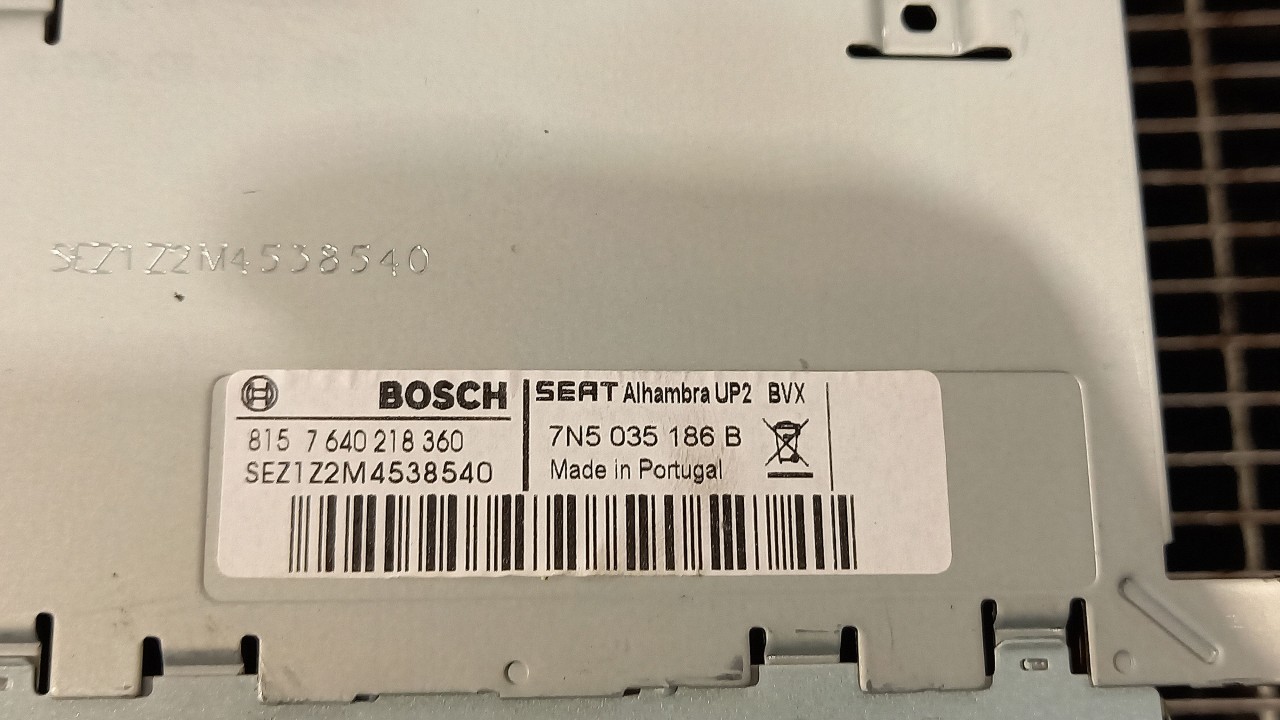 SEZ1Z2M4538540
BOSCH
SEAT Alhambra UP2 BVX
815 7 640 218 360
7N5 035 186 B
SEZ1Z2M4538540
Made in Portugal